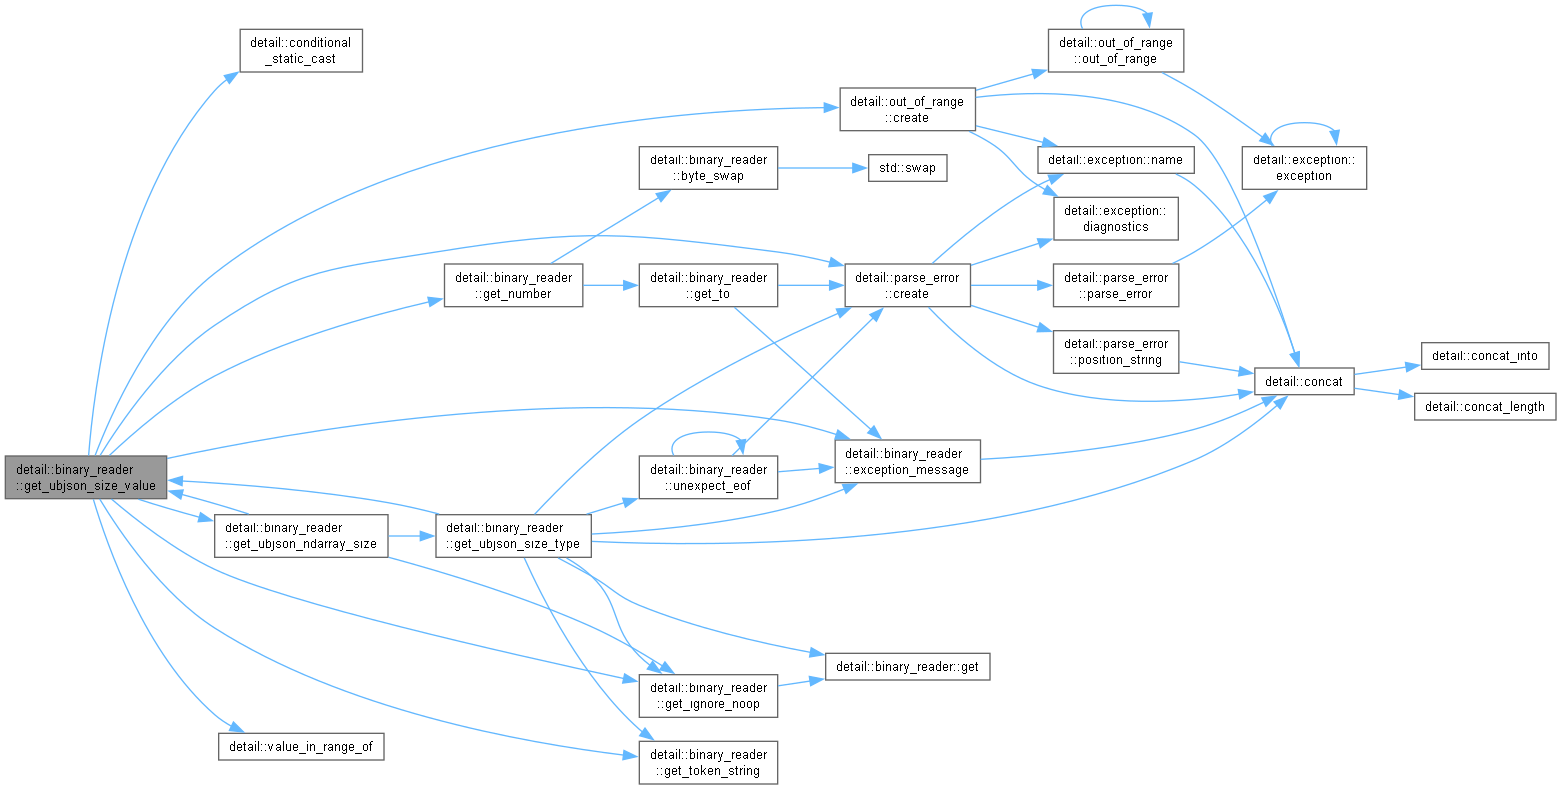 detail::conditional
_static_cast
detail::out_of_range
::out_of_range
detail::out_of_range
::create
detail::binary_reader
::byte_swap
std::swap
detail::exception::name
detail::exception::
exception
detail::exception::
diagnostics
detail::binary_reader
::get_number
detail::binary_reader
::get_to
detail::parse_error
::create
detail::parse_error
::parse_error
detail::parse_error
::position_string
detail::concat
detail::concat_into
detail::concat_length
detail::binary_reader
::get_ubjson_size_value
detail::binary_reader
::unexpect_eof
detail::binary_reader
::exception_message
detail::binary_reader
::get_ubjson_ndarray_size
detail::binary_reader
::get_ubjson_size_type
detail::binary_reader::get
detail::binary_reader
::get_ignore_noop
detail::value_in_range_of
detail::binary_reader
::get_token_string